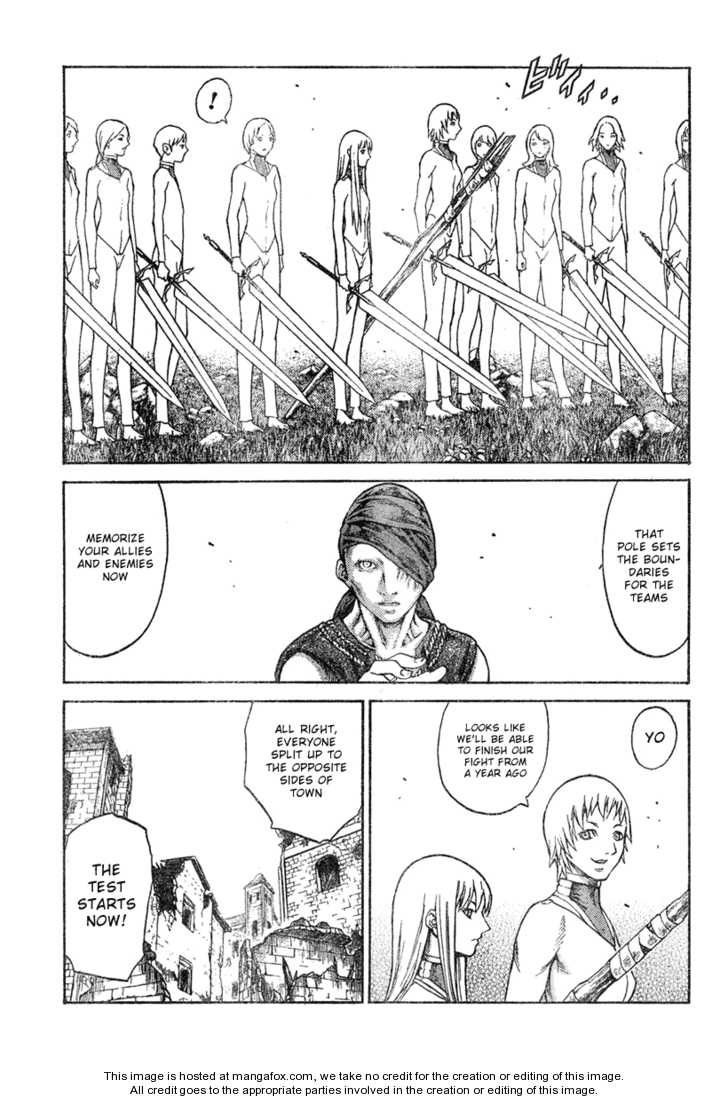 ビィィ..
!
THAT
POLE SETS
THE BOUN-
DARIES
FOR THE
TEAMS
MEMORIZE
YOUR ALLIES
AND ENEMIES
NOW
YO
LOOKS LIKE
WE'LL BE ABLE
TO FINISH OUR
FIGHT FROM
A YEAR AGO
ALL RIGHT,
EVERYONE
SPLIT UP TO
THE OPPOSITE
SIDES OF
TOWN
THE
TEST
STARTS
NOW!
This image is hosted at mangafox.com, we take no credit for the creation or editing of this image.
All credit goes to the appropriate parties involved in the creation or editing of this image.